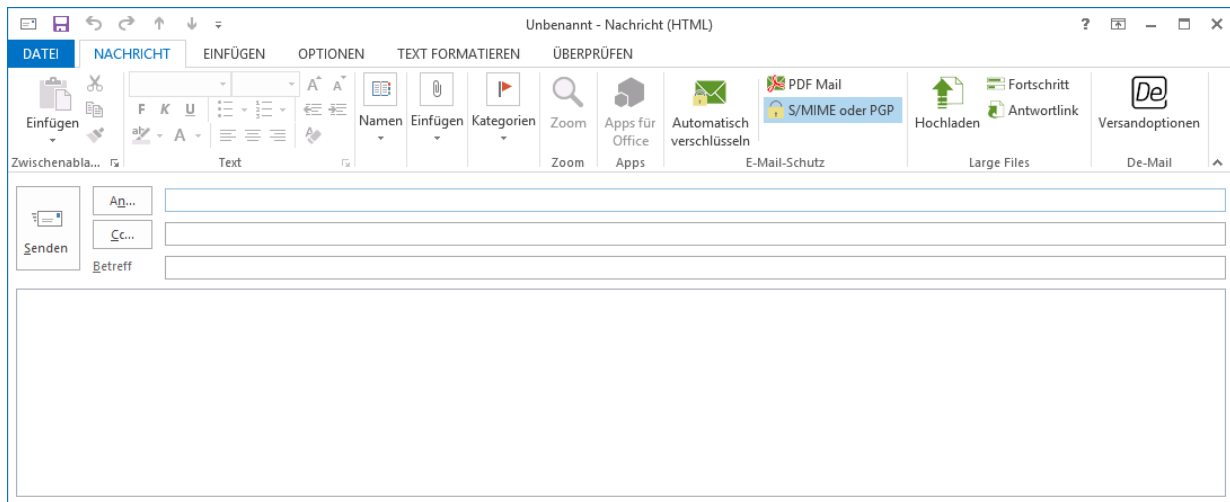 Unbenannt - Nachricht (HTML)
?
DATEI NACHRICHT EINFÜGEN OPTIONEN TEXT FORMATIEREN ÜBERPRÜFEN
Einfügen
F K U
ab
A
A A
Namen Einfügen Kategorien
Zoom
Apps für
Office
Automatisch
verschlüsseln
PDF Mail
S/MIME oder PGP
Hochladen
Fortschritt
Antwortlink
De
Versandoptionen
Zwischenabla... Text Zoom Apps E-Mail-Schutz Large Files De-Mail
Senden
An...
Cc...
Betreff